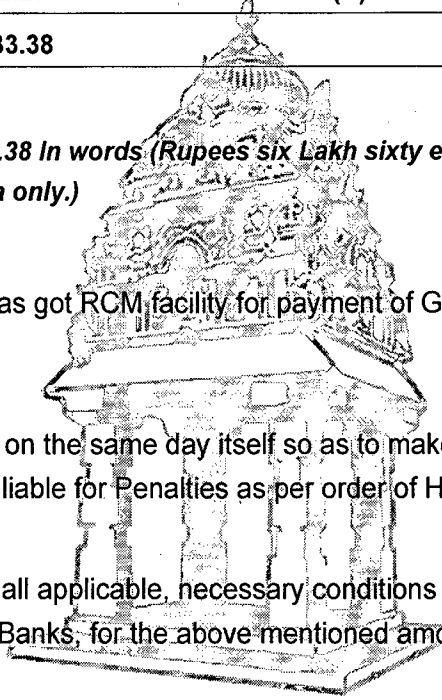 33.38
.38 In words (Rupees six Lakh sixty e
a only.)
as got RCM facility for payment of G
on the same day itself so as to make
liable for Penalties as per order of H
all applicable, necessary conditions
Banks, for the above mentioned amo